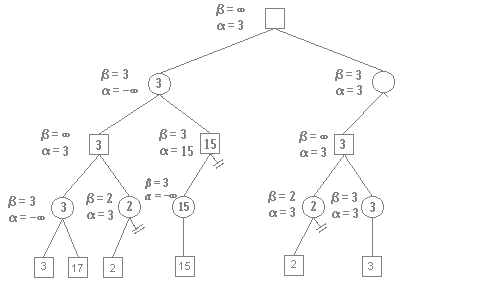 β = ∞
α = 3
β = 3
α = −∞
3
β = 3
α = 3
β = ∞
α = 3
3
β = 3
α = 15
15
β = ∞
α = 3
3
β = 3
α = −∞
3
β = 2
α = 3
2
β = 3
α = −∞
15
β = 2
α = 3
2
β = 3
α = 3
3
3
17
2
15
2
3